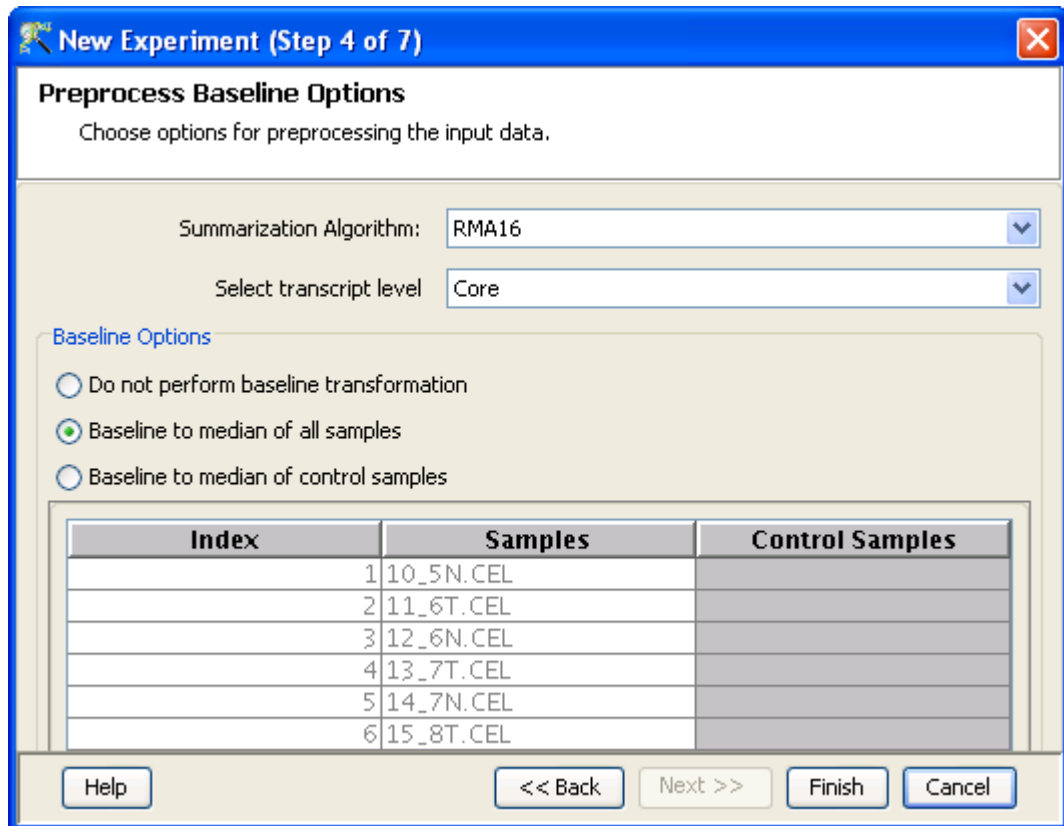 New Experiment (Step 4 of 7)
Preprocess Baseline Options
Choose options for preprocessing the input data.
Summarization Algorithm: RMA16
Select transcript level Core
Baseline Options
Do not perform baseline transformation
Baseline to median of all samples
Baseline to median of control samples
Index Samples Control Samples
1 10_5N.CEL
2 11_6T.CEL
3 12_6N.CEL
4 13_7T.CEL
5 14_7N.CEL
6 15_8T.CEL
Help << Back Next >> Finish Cancel